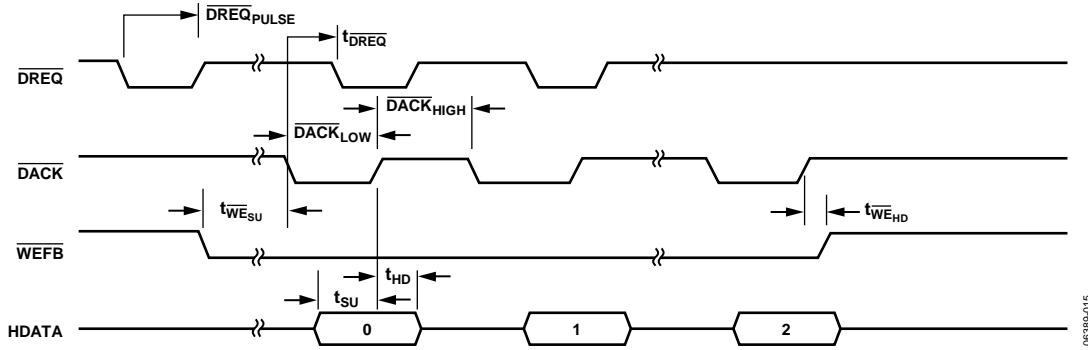 DREQPULSE
tDREQ
DREQ
DACKHIGH
DACKLOW
DACK
tWESU
tWEHD
WEFB
tHD
tSU
HDATA
0
1
2
06389-015